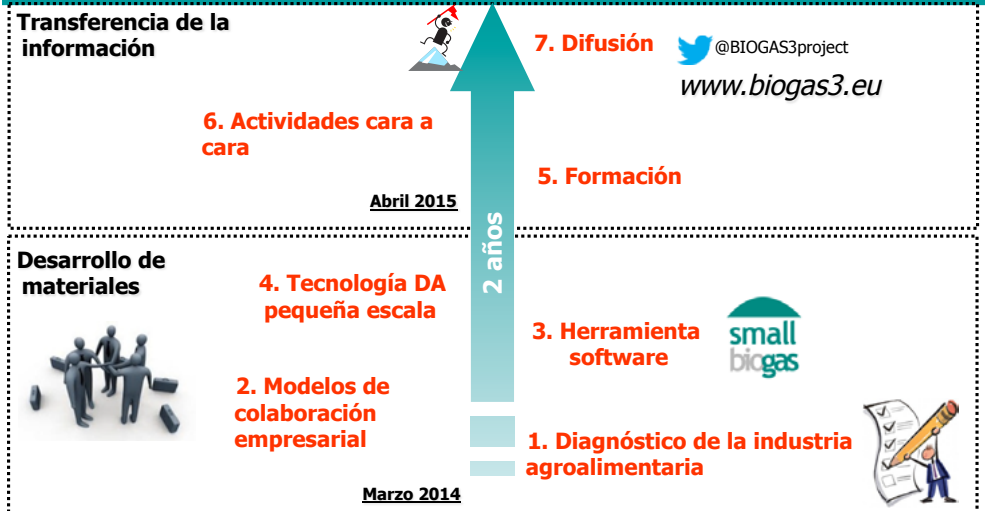 Transferencia de la
información
7. Difusión
@BIOGAS3project
www.biogas3.eu
6. Actividades cara a
cara
5. Formación
Abril 2015
2 años
Desarrollo de
materiales
4. Tecnología DA
pequeña escala
3. Herramienta
software
small
biogas
2. Modelos de
colaboración
empresarial
1. Diagnóstico de la industria
agroalimentaria
Marzo 2014